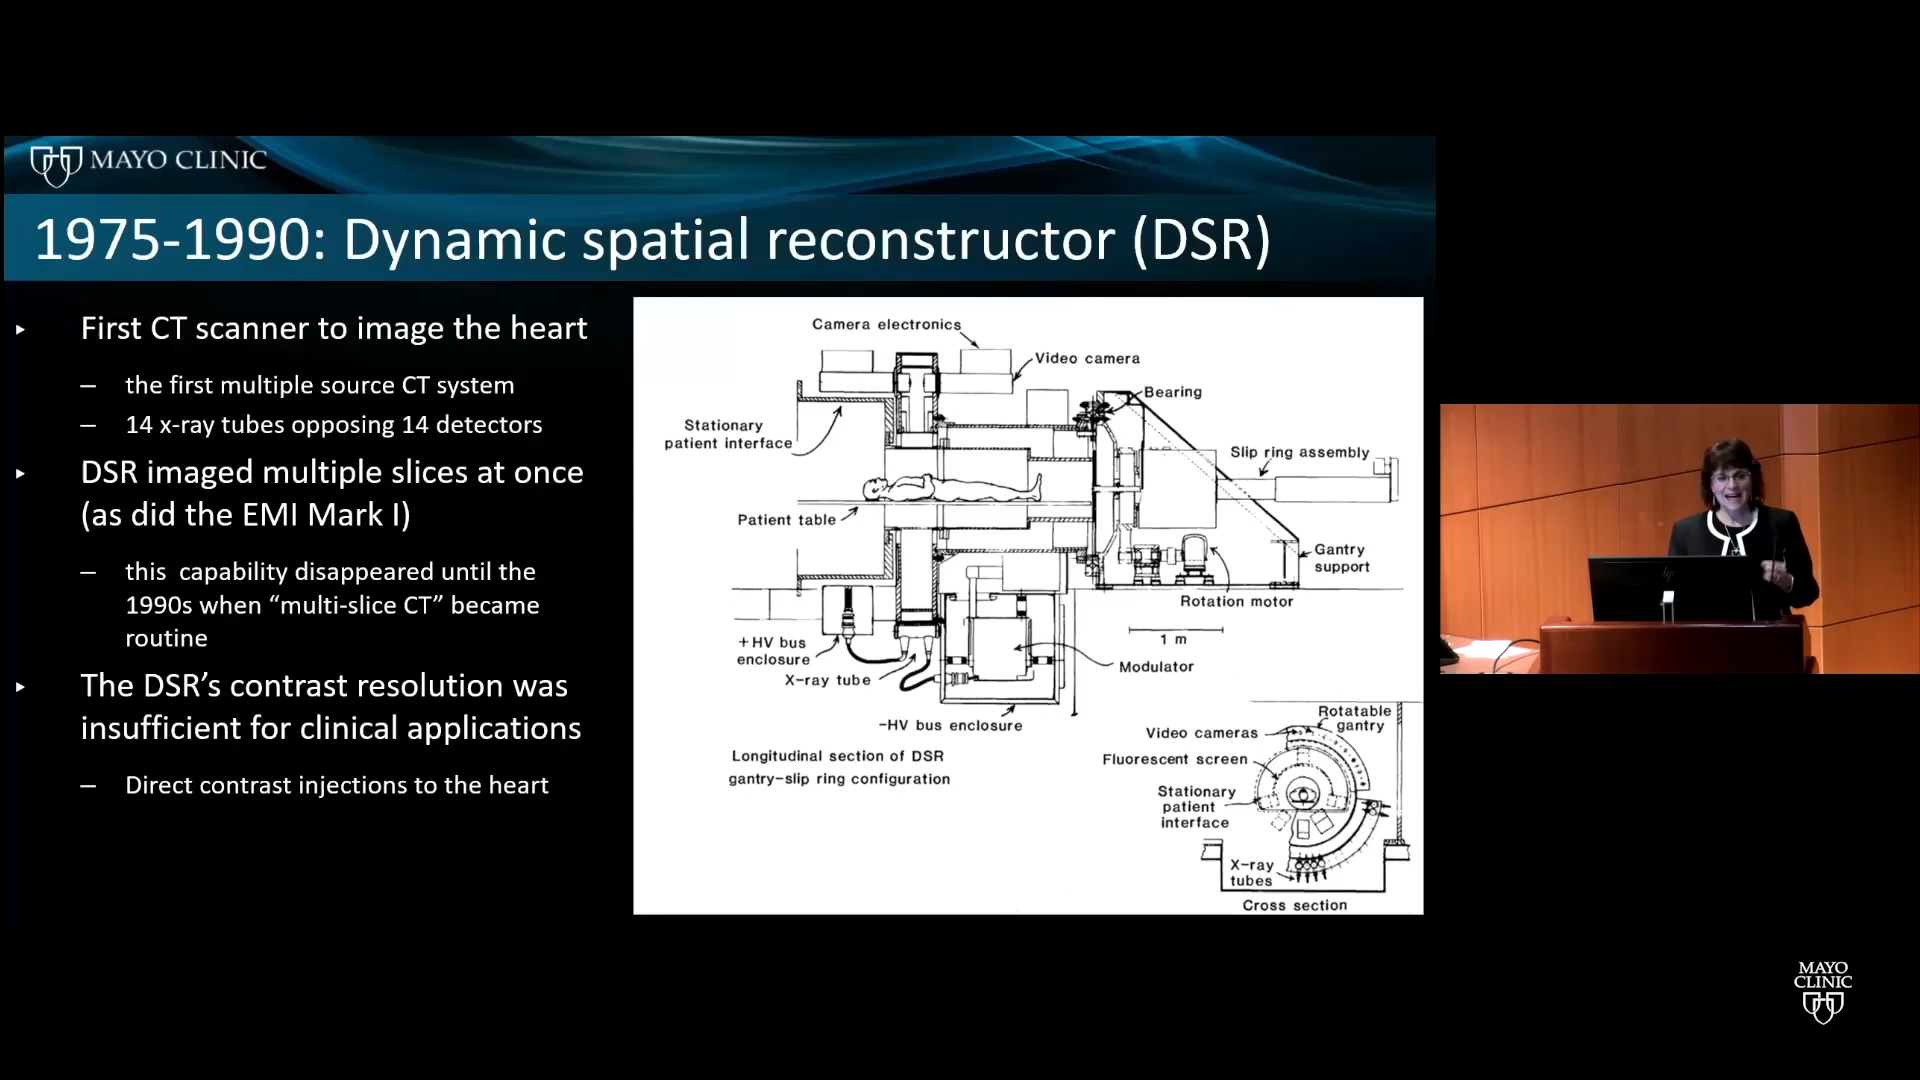 MAYO CLINIC
1975-1990: Dynamic spatial reconstructor (DSR)
▸ First CT scanner to image the heart
– the first multiple source CT system
– 14 x-ray tubes opposing 14 detectors
▸ DSR imaged multiple slices at once
(as did the EMI Mark I)
– this  capability disappeared until the
1990s when “multi-slice CT” became
routine
▸ The DSR’s contrast resolution was
insufficient for clinical applications
– Direct contrast injections to the heart
Camera electronics
Video camera
Bearing
Stationary
patient interface
Slip ring assembly
Patient table
Gantry
support
Rotation motor
1 m
+HV bus
enclosure
X-ray tube
Modulator
-HV bus enclosure
Longitudinal section of DSR
gantry-slip ring configuration
Rotatable
gantry
Video cameras
Fluorescent screen
Stationary
patient
interface
X-ray
tubes
Cross section
hp
MAYO
CLINIC